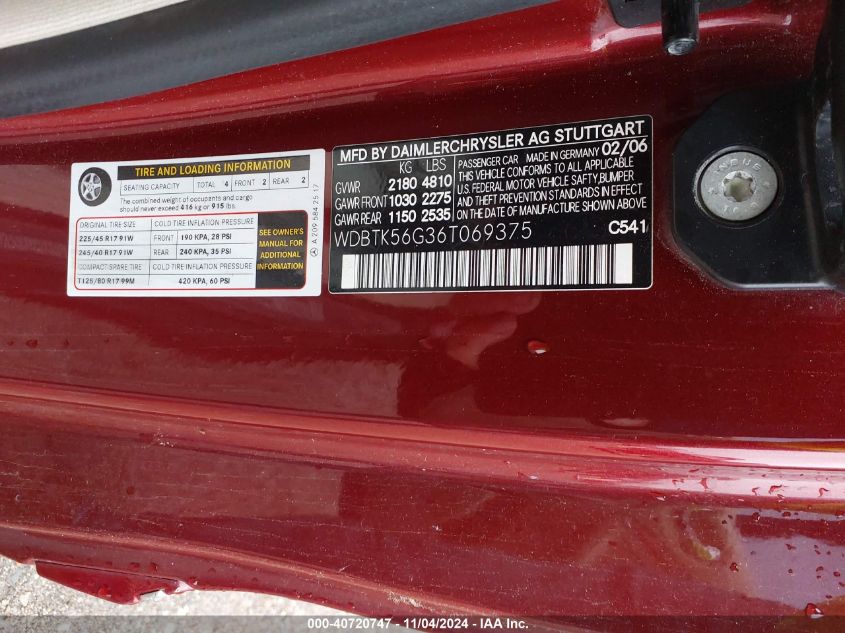 TIRE AND LOADING INFORMATION
SEATING CAPACITY TOTAL 4 FRONT 2 REAR 2
The combined weight of occupants and cargo
should never exceed 416 kg or 915 lbs.
ORIGINAL TIRE SIZE COLD TIRE INFLATION PRESSURE
225/45 R17 91W FRONT 190 KPA, 28 PSI
245/40 R17 91W REAR 240 KPA, 35 PSI
COMPACT SPARE TIRE COLD TIRE INFLATION PRESSURE
T125/80 R17 99M 420 KPA, 60 PSI
SEE OWNER'S
MANUAL FOR
ADDITIONAL
INFORMATION
A 209 584 25 17
MFD BY DAIMLERCHRYSLER AG STUTTGART
KG LBS
GVWR 2180 4810
GAWR FRONT 1030 2275
GAWR REAR 1150 2535
PASSENGER CAR MADE IN GERMANY 02/06
THIS VEHICLE CONFORMS TO ALL APPLICABLE
U.S. FEDERAL MOTOR VEHICLE SAFETY, BUMPER
AND THEFT PREVENTION STANDARDS IN EFFECT
ON THE DATE OF MANUFACTURE SHOWN ABOVE.
WDBTK56G36T069375 C541
000-40720747 - 11/04/2024 - IAA Inc.